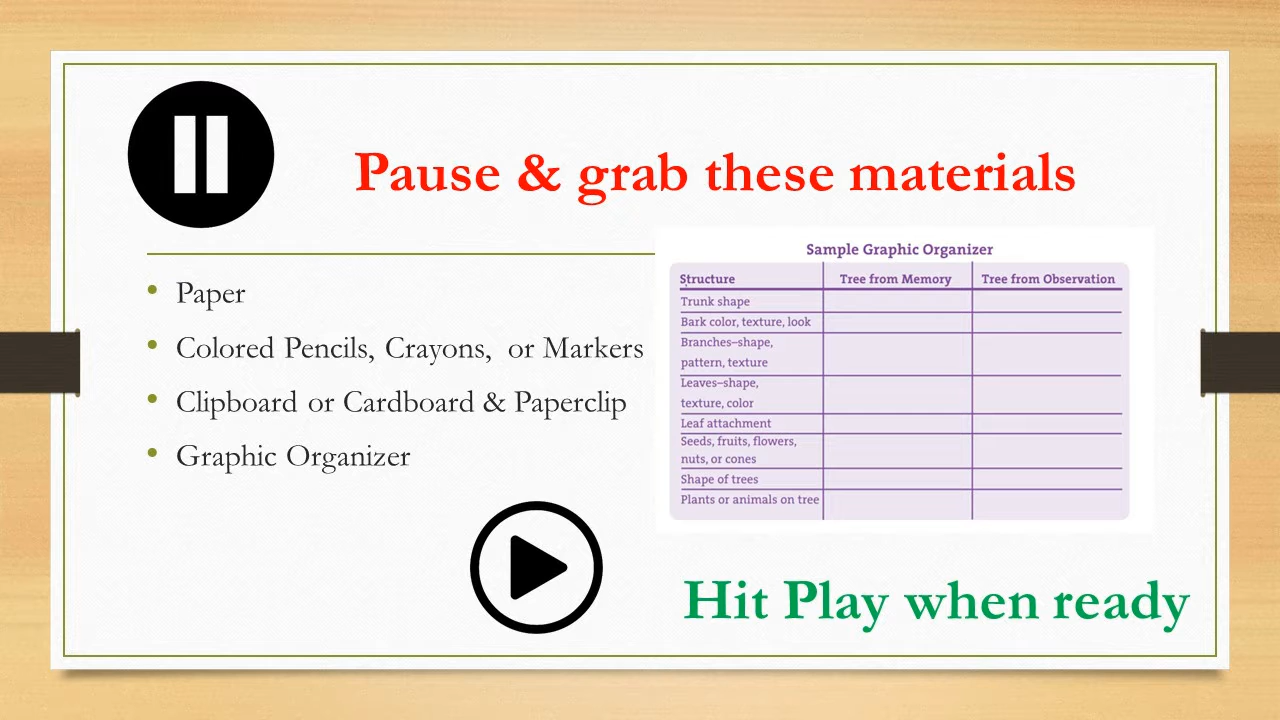 Pause & grab these materials
• Paper
• Colored Pencils, Crayons, or Markers
• Clipboard or Cardboard & Paperclip
• Graphic Organizer
Sample Graphic Organizer
Structure Tree from Memory Tree from Observation
Trunk shape
Bark color, texture, look
Branches–shape,
pattern, texture
Leaves–shape,
texture, color
Leaf attachment
Seeds, fruits, flowers,
nuts, or cones
Shape of trees
Plants or animals on tree
Hit Play when ready